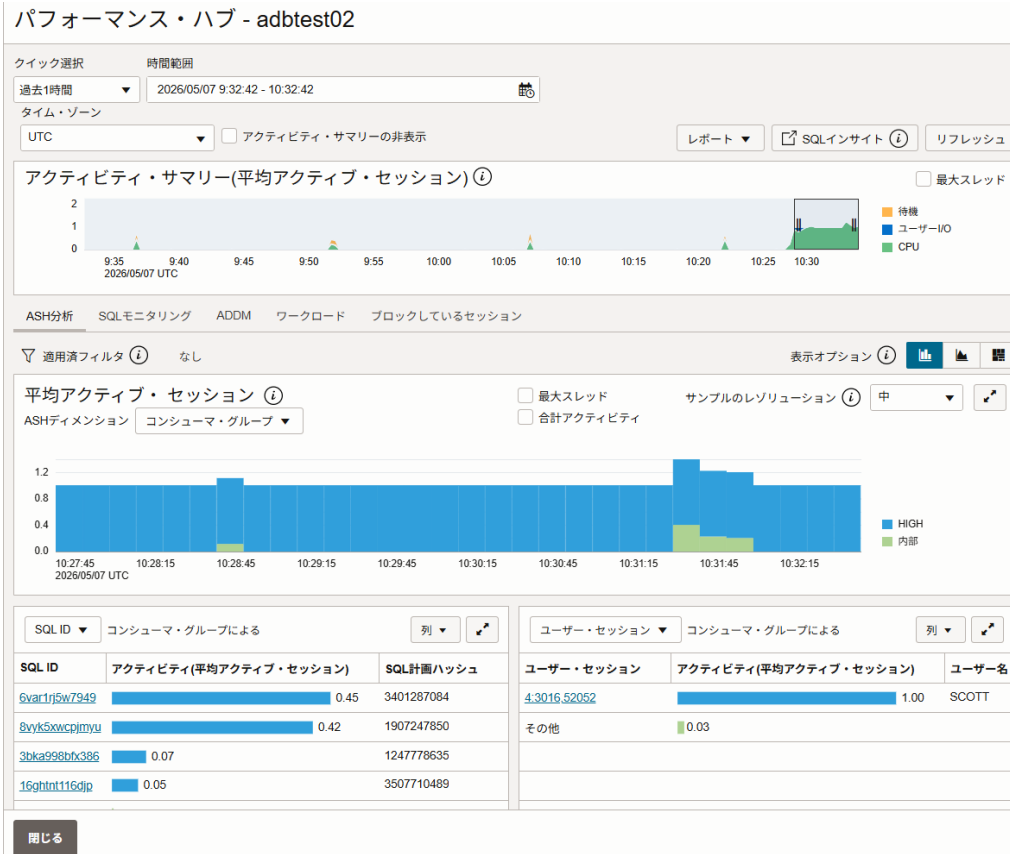 パフォーマンス・ハブ - adbtest02
クイック選択
時間範囲
過去1時間
2026/05/07 9:32:42 - 10:32:42
タイム・ゾーン
UTC
アクティビティ・サマリーの非表示
レポート
SQLインサイト
リフレッシュ
アクティビティ・サマリー(平均アクティブ・セッション)
最大スレッド
2
1
0
待機
ユーザーI/O
CPU
9:35 9:40 9:45 9:50 9:55 10:00 10:05 10:10 10:15 10:20 10:25 10:30
2026/05/07 UTC
ASH分析 SQLモニタリング ADDM ワークロード ブロックしているセッション
適用済フィルタ なし
表示オプション
平均アクティブ・ セッション
最大スレッド
サンプルのレゾリューション 中
ASHディメンション コンシューマ・グループ
合計アクティビティ
1.2
0.8
0.4
0.0
HIGH
内部
10:27:45 10:28:15 10:28:45 10:29:15 10:29:45 10:30:15 10:30:45 10:31:15 10:31:45 10:32:15
2026/05/07 UTC
SQL ID コンシューマ・グループによる 列
SQL ID アクティビティ(平均アクティブ・セッション) SQL計画ハッシュ
6var1rj5w7949 0.45 3401287084
8vyk5xwcpjmyu 0.42 1907247850
3bka998bfx386 0.07 1247778635
16ghtnt116djp 0.05 3507710489
ユーザー・セッション コンシューマ・グループによる 列
ユーザー・セッション アクティビティ(平均アクティブ・セッション) ユーザー名
4:3016,52052 1.00 SCOTT
その他 0.03
閉じる